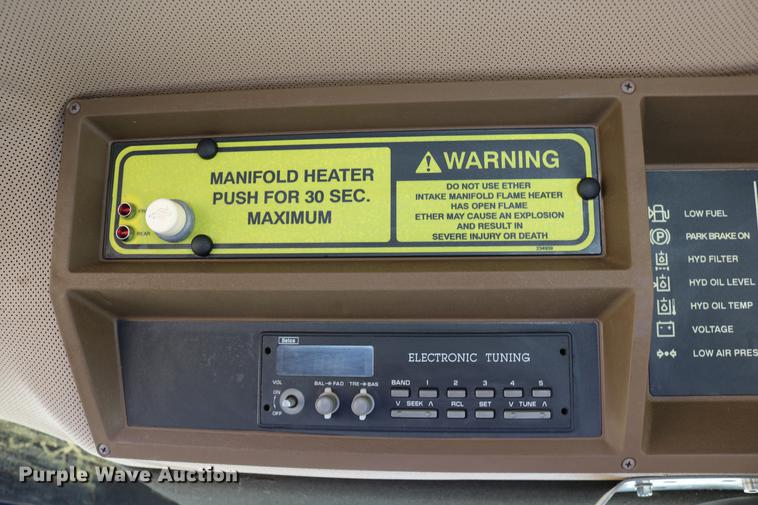 MANIFOLD HEATER
PUSH FOR 30 SEC.
MAXIMUM
REAR
WARNING
DO NOT USE ETHER
INTAKE MANIFOLD FLAME HEATER
HAS OPEN FLAME
ETHER MAY CAUSE AN EXPLOSION
AND RESULT IN
SEVERE INJURY OR DEATH
LOW FUEL
(P) PARK BRAKE ON
HYD FILTER
HYD OIL LEVEL
HYD OIL TEMP
VOLTAGE
LOW AIR PRES
Delco
ELECTRONIC TUNING
VOL BAL FAD TRE BAS BAND 1 2 3 4 5
ON
OFF
V SEEK Λ RCL SET V TUNE Λ
Purple Wave Auction